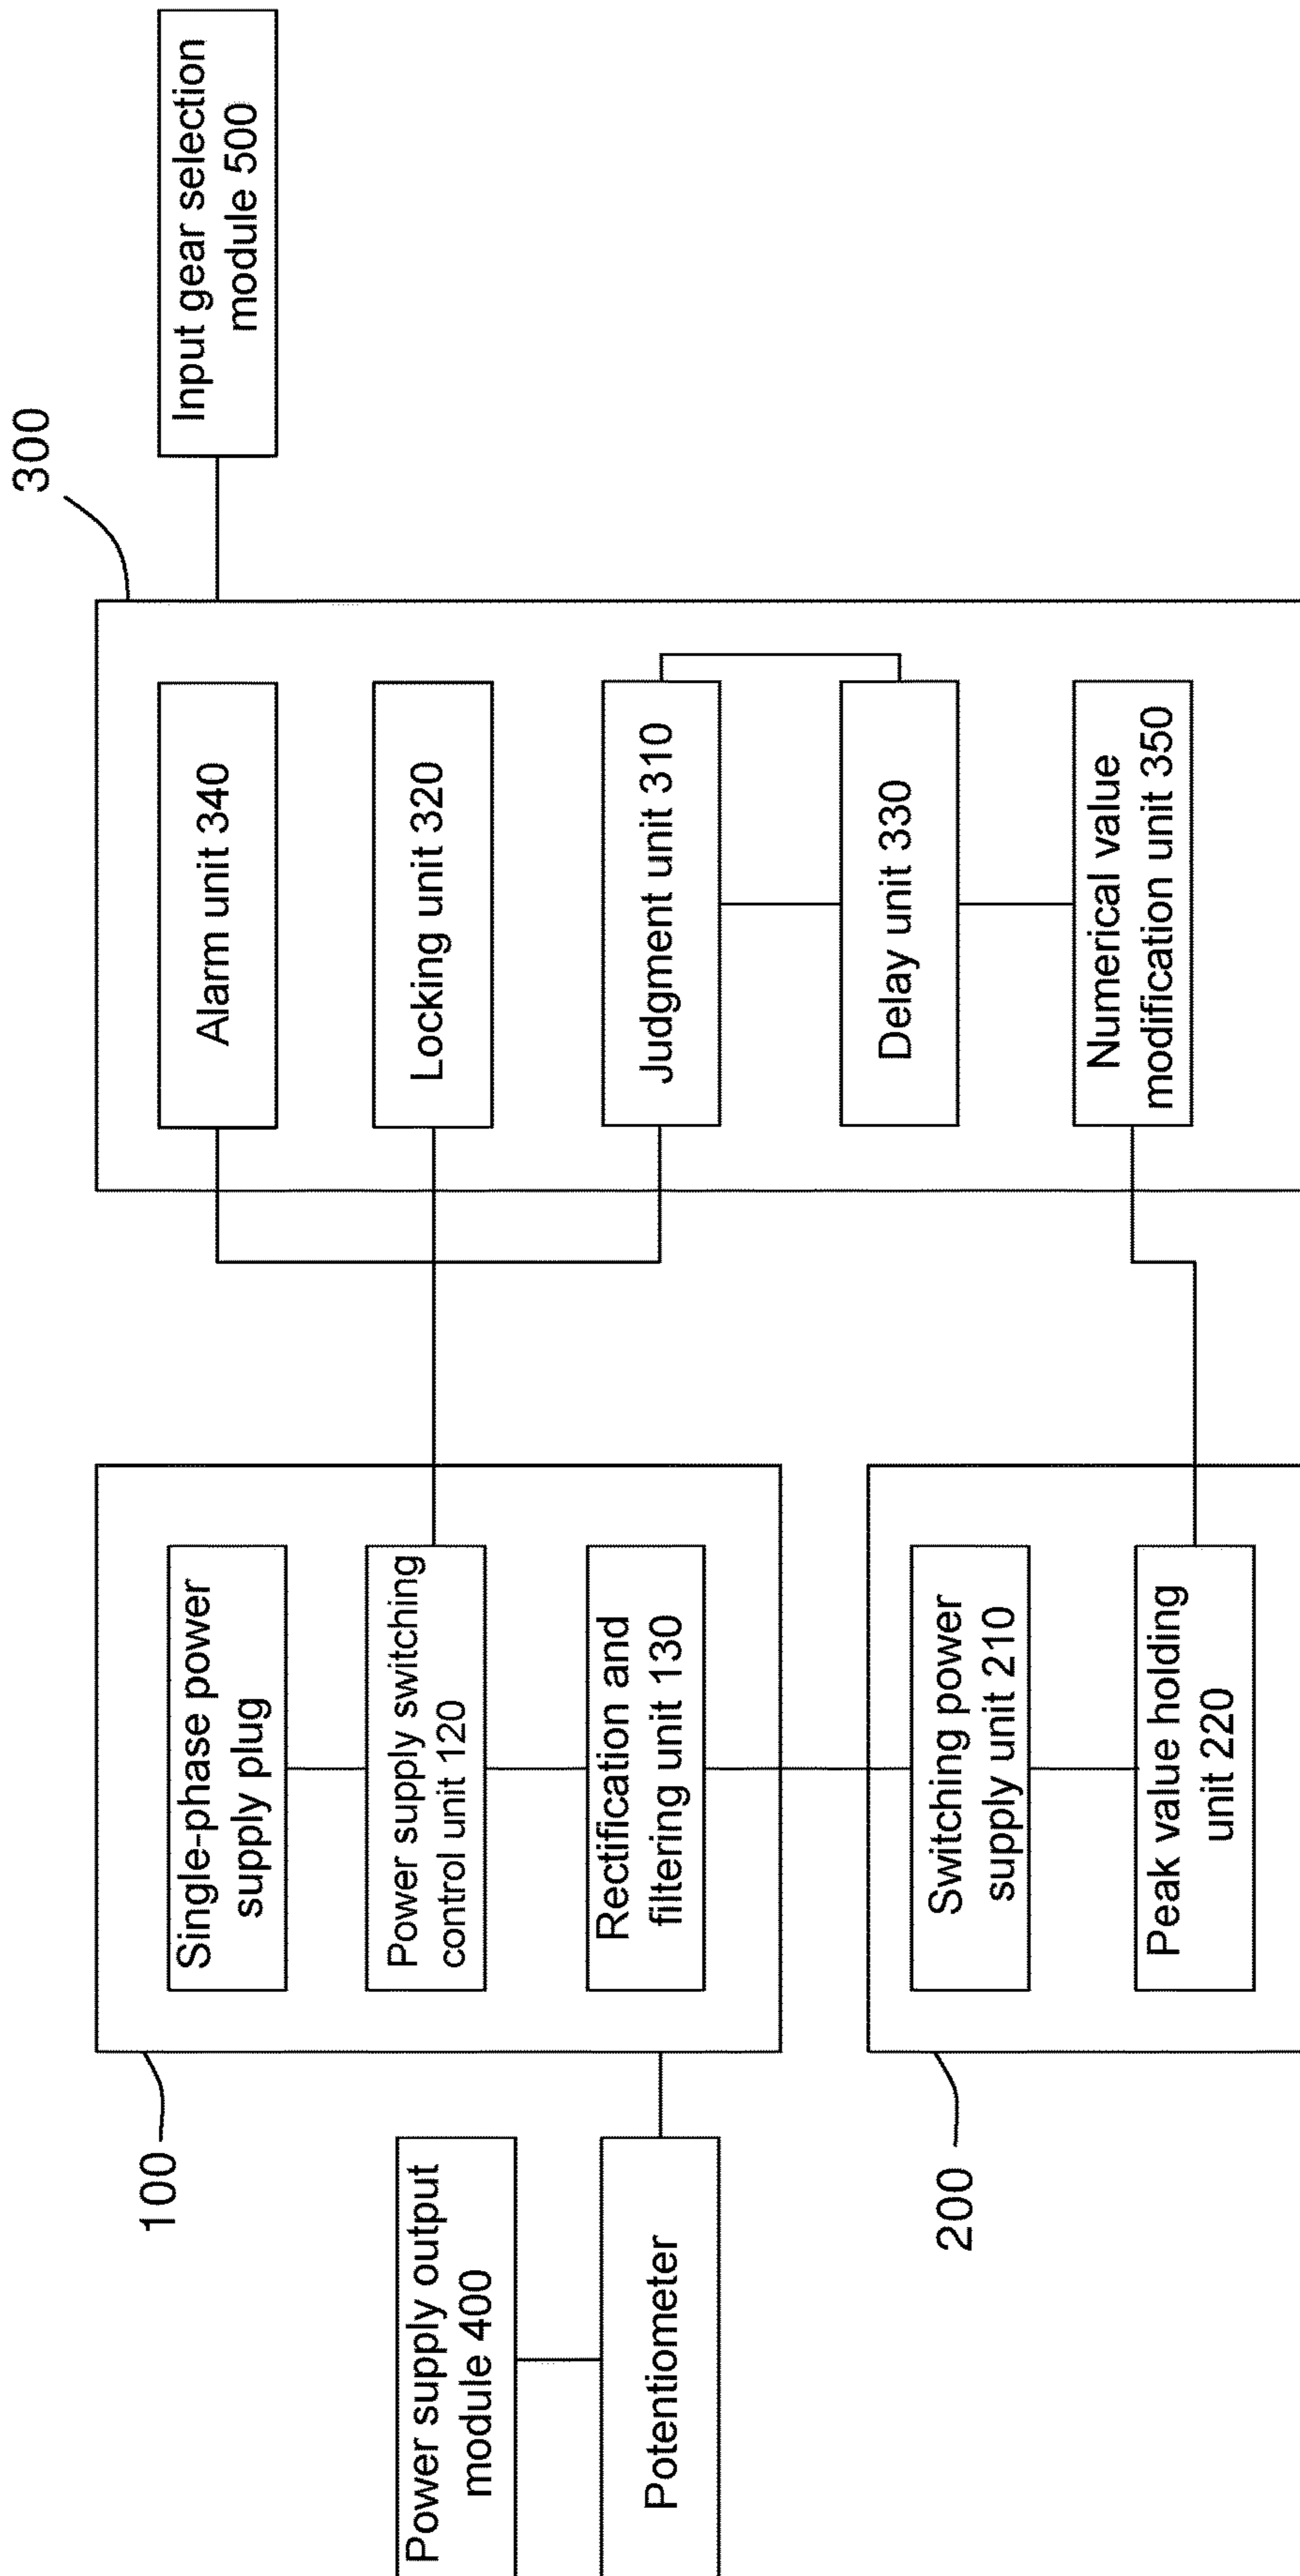 100
Single-phase power
supply plug
Power supply switching
control unit 120
Rectification and
filtering unit 130
Power supply output
module 400
Potentiometer
200
Switching power
supply unit 210
Peak value holding
unit 220
300
Alarm unit 340
Locking unit 320
Judgment unit 310
Delay unit 330
Numerical value
modification unit 350
Input gear selection
module 500